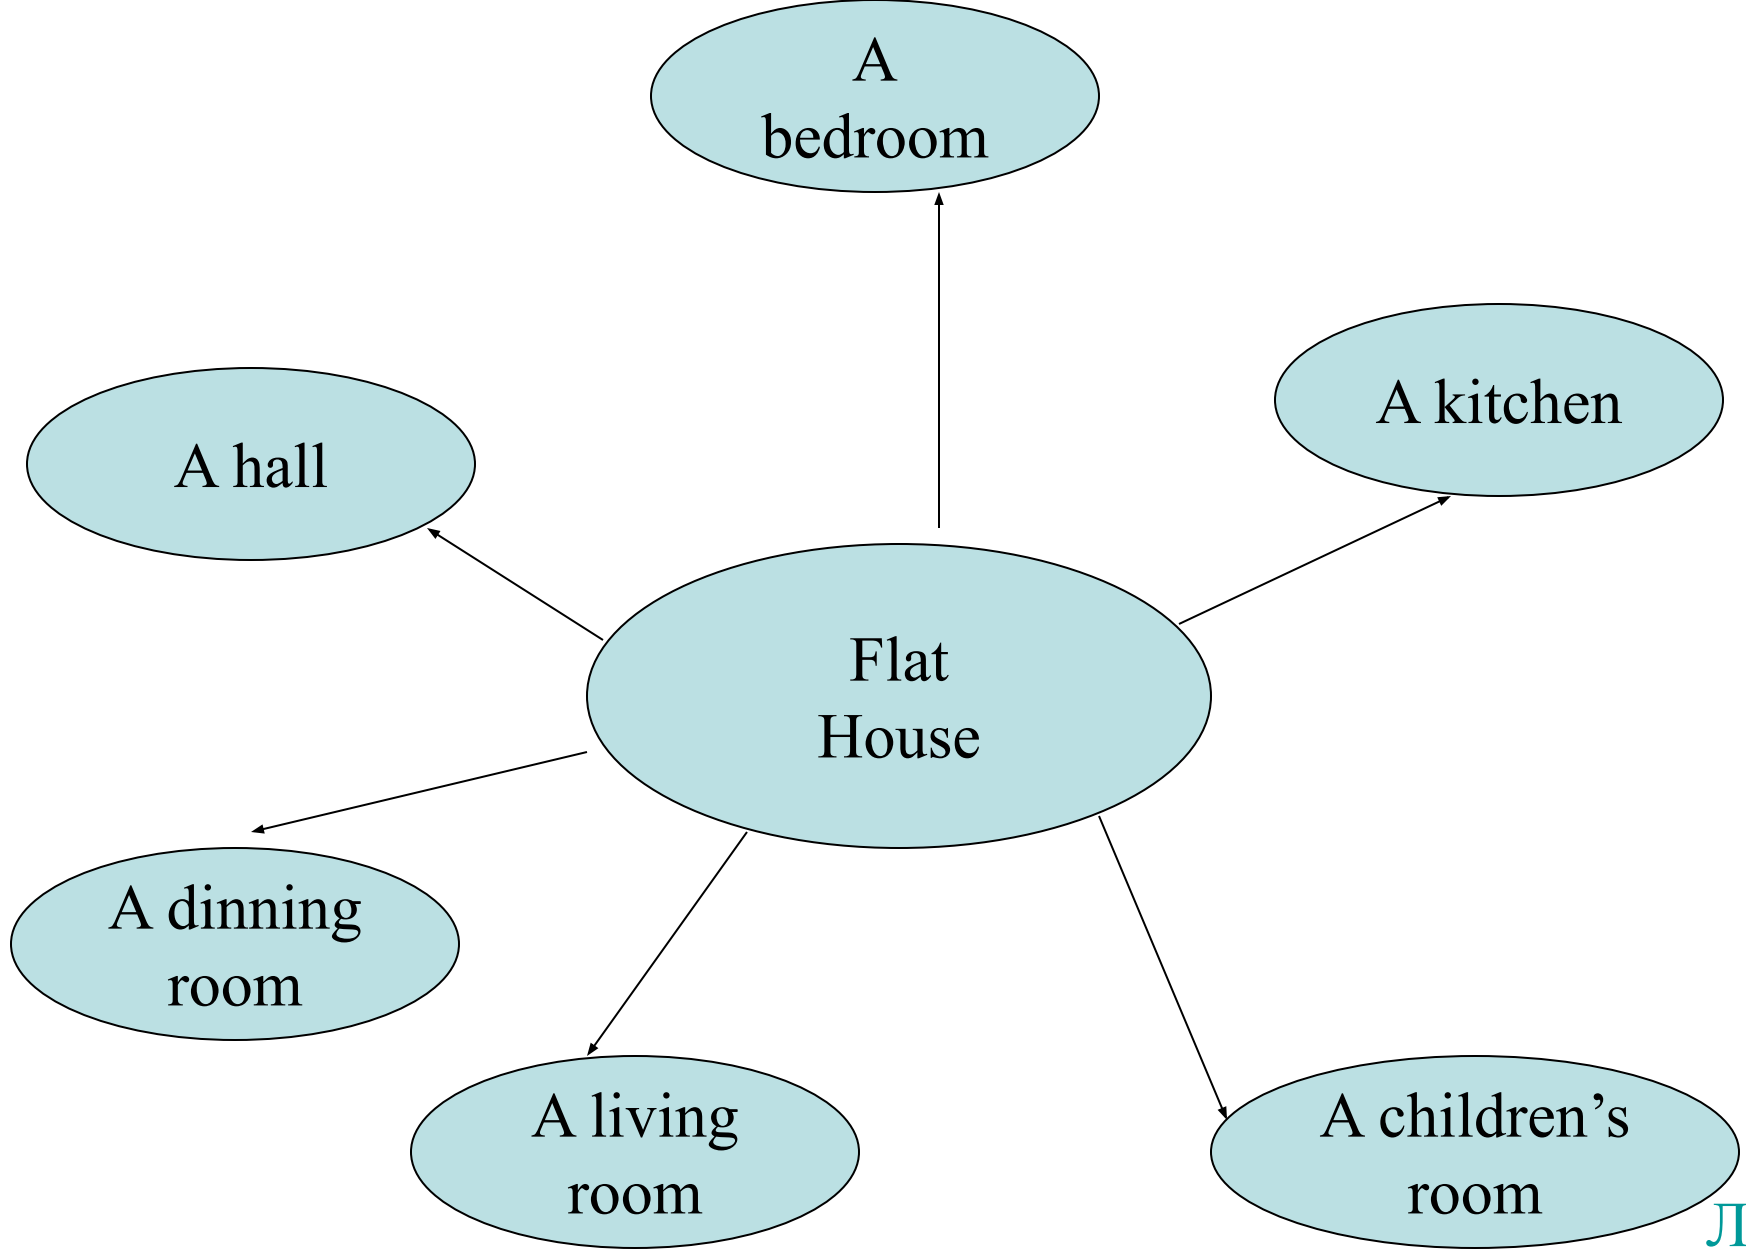 A
bedroom
A kitchen
A hall
Flat
House
A dinning
room
A living
room
A children’s
room
Л